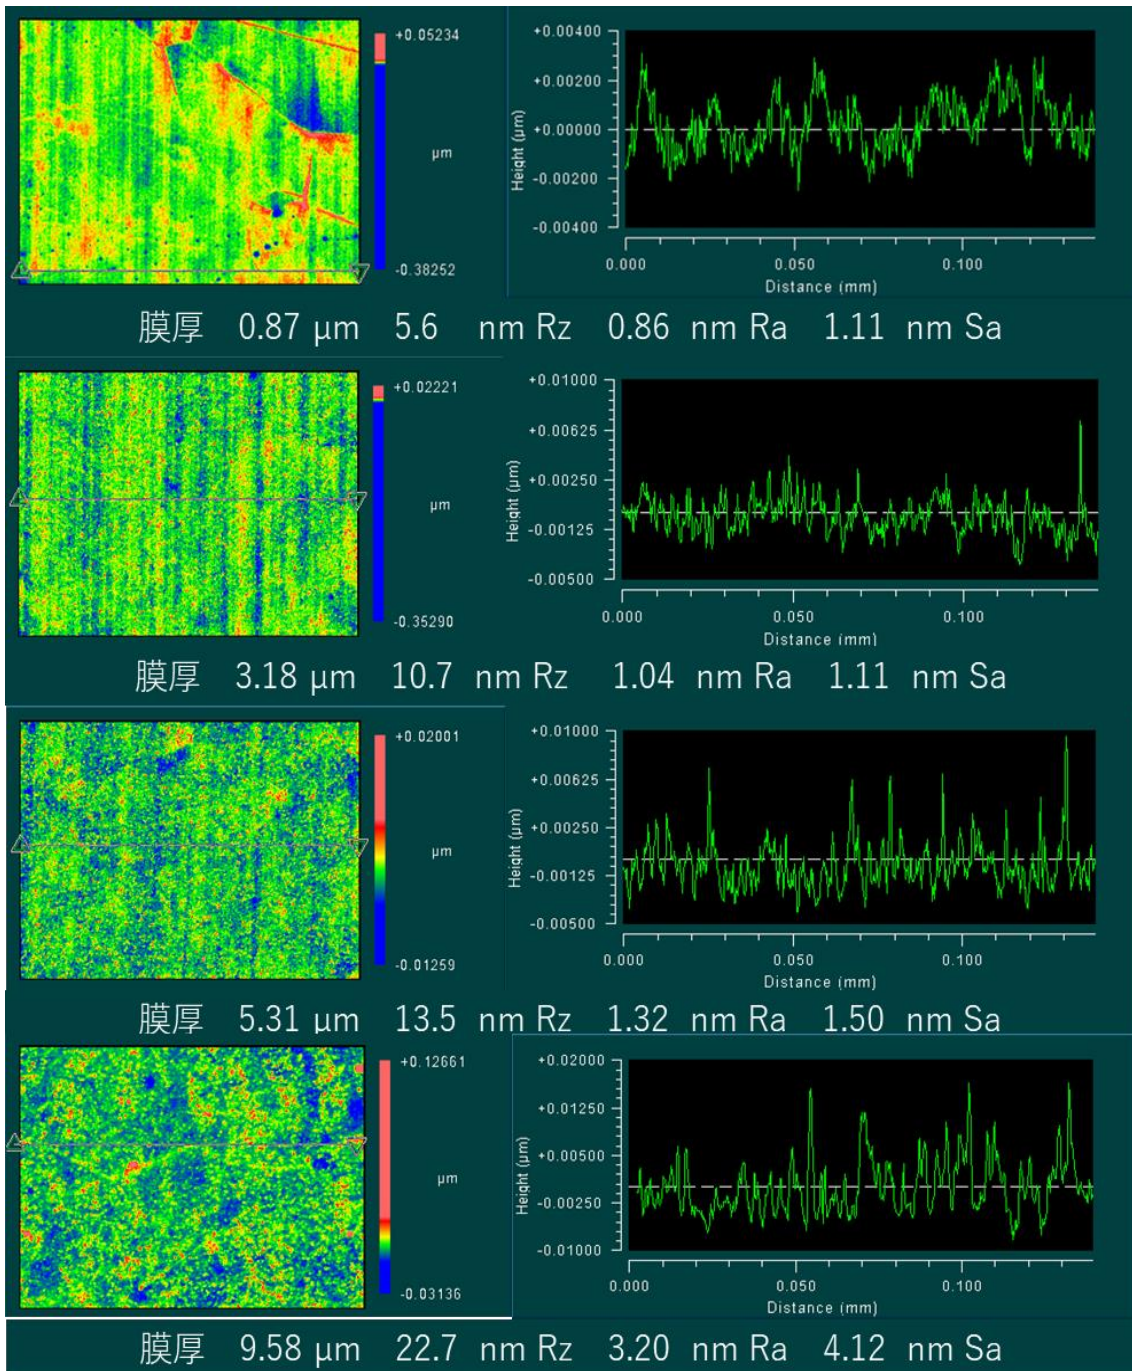 +0.05234
μm
-0.38252
+0.00400
+0.00200
+0.00000
-0.00200
-0.00400
Height (μm)
0.000 0.050 0.100
Distance (mm)
膜厚 0.87 μm 5.6 nm Rz 0.86 nm Ra 1.11 nm Sa
+0.02221
μm
-0.35290
+0.01000
+0.00625
+0.00250
-0.00125
-0.00500
Height (μm)
0.000 0.050 0.100
Distance (mm)
膜厚 3.18 μm 10.7 nm Rz 1.04 nm Ra 1.11 nm Sa
+0.02001
μm
-0.01259
+0.01000
+0.00625
+0.00250
-0.00125
-0.00500
Height (μm)
0.000 0.050 0.100
Distance (mm)
膜厚 5.31 μm 13.5 nm Rz 1.32 nm Ra 1.50 nm Sa
+0.12661
μm
-0.03136
+0.02000
+0.01250
+0.00500
-0.00250
-0.01000
Height (μm)
0.000 0.050 0.100
Distance (mm)
膜厚 9.58 μm 22.7 nm Rz 3.20 nm Ra 4.12 nm Sa